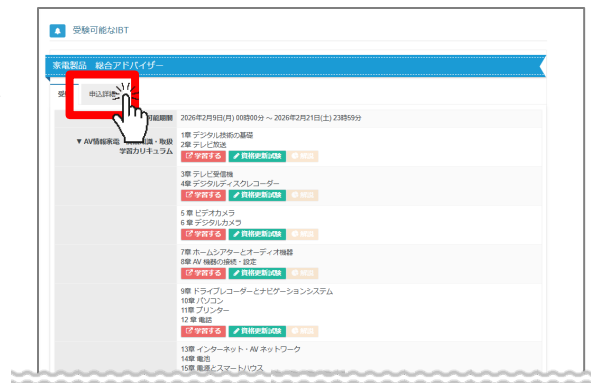 受験可能なIBT
家電製品 総合アドバイザー
受
申込詳細
可能期間
2026年2月9日(月) 00時00分 ~ 2026年2月21日(土) 23時59分
▼ AV情報家電
識・取扱
学習カリキュラム
1章 デジタル技術の基礎
2章 テレビ放送
学習する 資格更新試験 確認
3章 テレビ受信機
4章 デジタルディスクレコーダー
学習する 資格更新試験 確認
5 章 ビデオカメラ
6 章 デジタルカメラ
学習する 資格更新試験 確認
7章 ホームシアターとオーディオ機器
8章 AV 機器の接続・設定
学習する 資格更新試験 確認
9章 ドライブレコーダーとナビゲーションシステム
10章 パソコン
11章 プリンター
12 章 電話
学習する 資格更新試験 確認
13章 インターネット・AV ネットワーク
14章 電池
15章 電源とスマートハウス